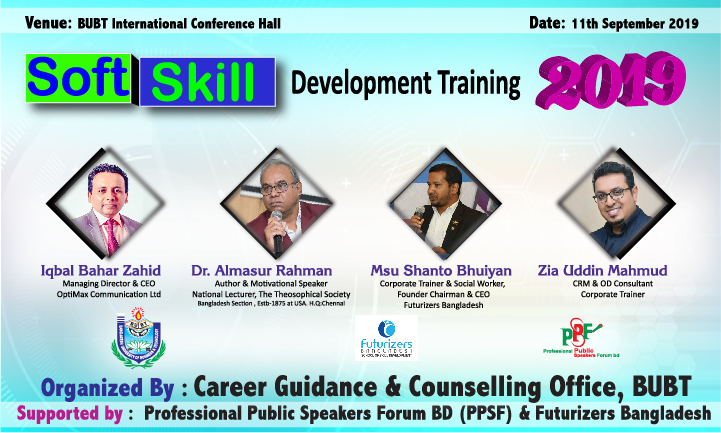 Venue: BUBT International Conference Hall
Date: 11th September 2019
Soft Skill Development Training 2019
Iqbal Bahar Zahid
Managing Director & CEO
OptiMax Communication Ltd
Dr. Almasur Rahman
Author & Motivational Speaker
National Lecturer, The Theosophical Society
Bangladesh Section , Estb-1875 at USA. H.Q:Chennai
Msu Shanto Bhuiyan
Corporate Trainer & Social Worker,
Founder Chairman & CEO
Futurizers Bangladesh
Zia Uddin Mahmud
CRM & OD Consultant
Corporate Trainer
BUBT
Futurizers
BANGLADESH
PPF
Professional Public
Speakers Forum bd
Organized By : Career Guidance & Counselling Office, BUBT
Supported by : Professional Public Speakers Forum BD (PPSF) & Futurizers Bangladesh